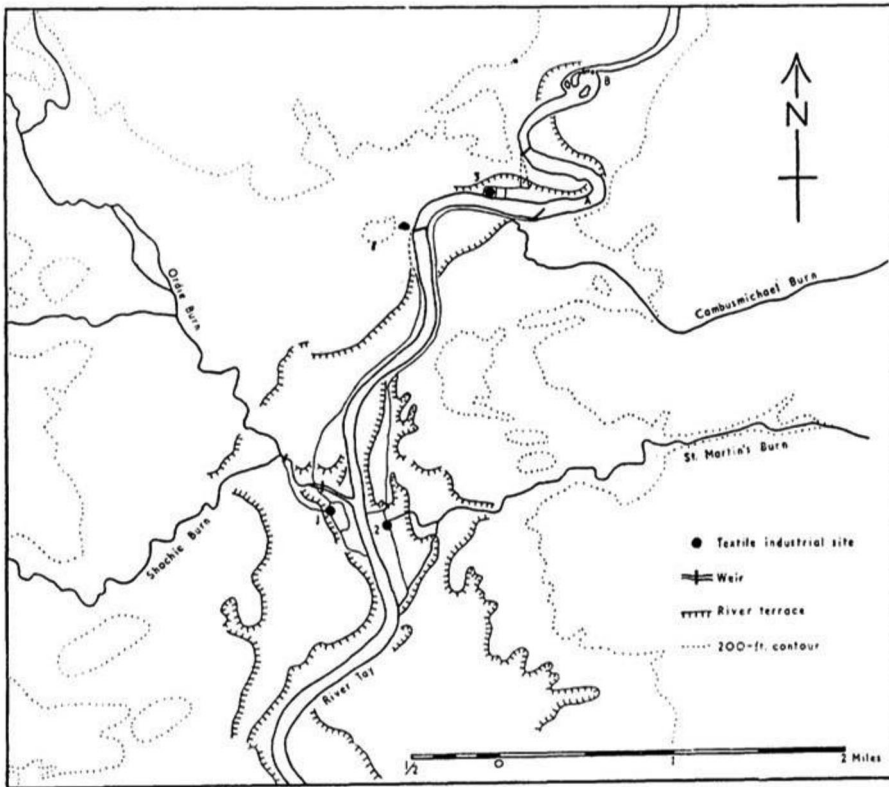 B
N
3
A
Ordie Burn
Cambusmichael Burn
St. Martin's Burn
Shochie Burn
1
2
Textile industrial site
Weir
River terrace
200-ft. contour
River Tay
1/2 0 1 2 Miles